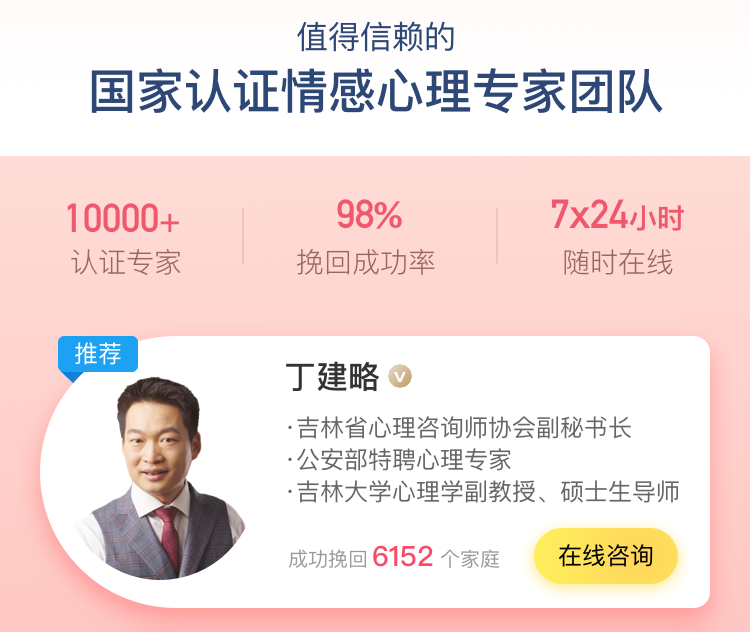 值得信赖的
国家认证情感心理专家团队
10000+
认证专家
98%
挽回成功率
7x24小时
随时在线
推荐
丁建略 V
·吉林省心理咨询师协会副秘书长
·公安部特聘心理专家
·吉林大学心理学副教授、硕士生导师
成功挽回 6152 个家庭
在线咨询